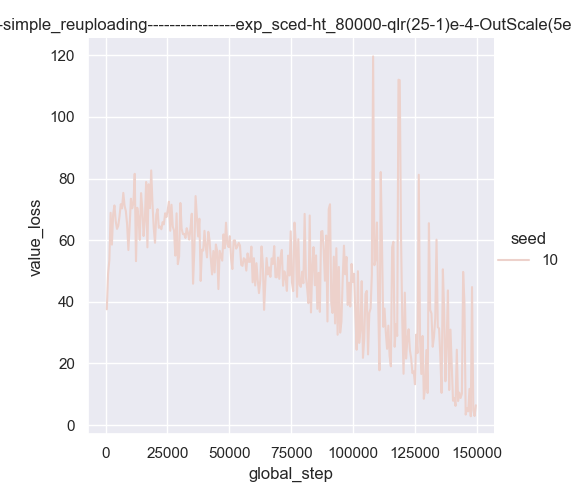 -simple_reuploading----------------exp_sced-ht_80000-qlr(25-1)e-4-OutScale(5e
120
100
80
60
40
20
0
value_loss
0 25000 50000 75000 100000 125000 150000
global_step
seed
10